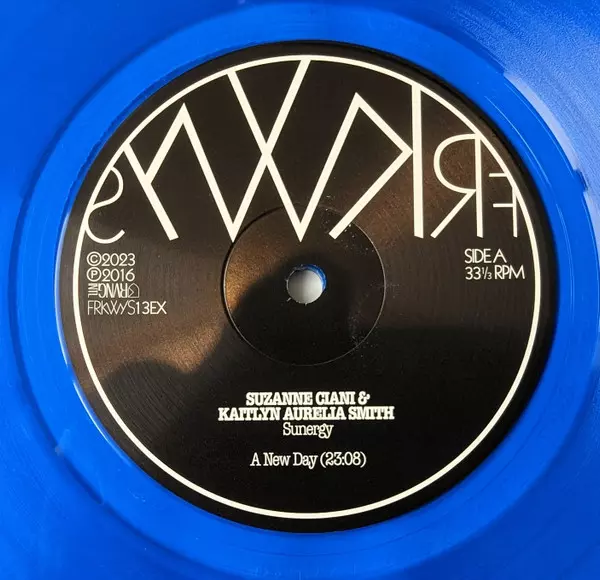 FRKWYS
©2023
℗2016
RVNG INTL
FRKWYS13EX
SIDE A
33⅓ RPM
SUZANNE CIANI &
KAITLYN AURELIA SMITH
Sunergy
A New Day (23:08)